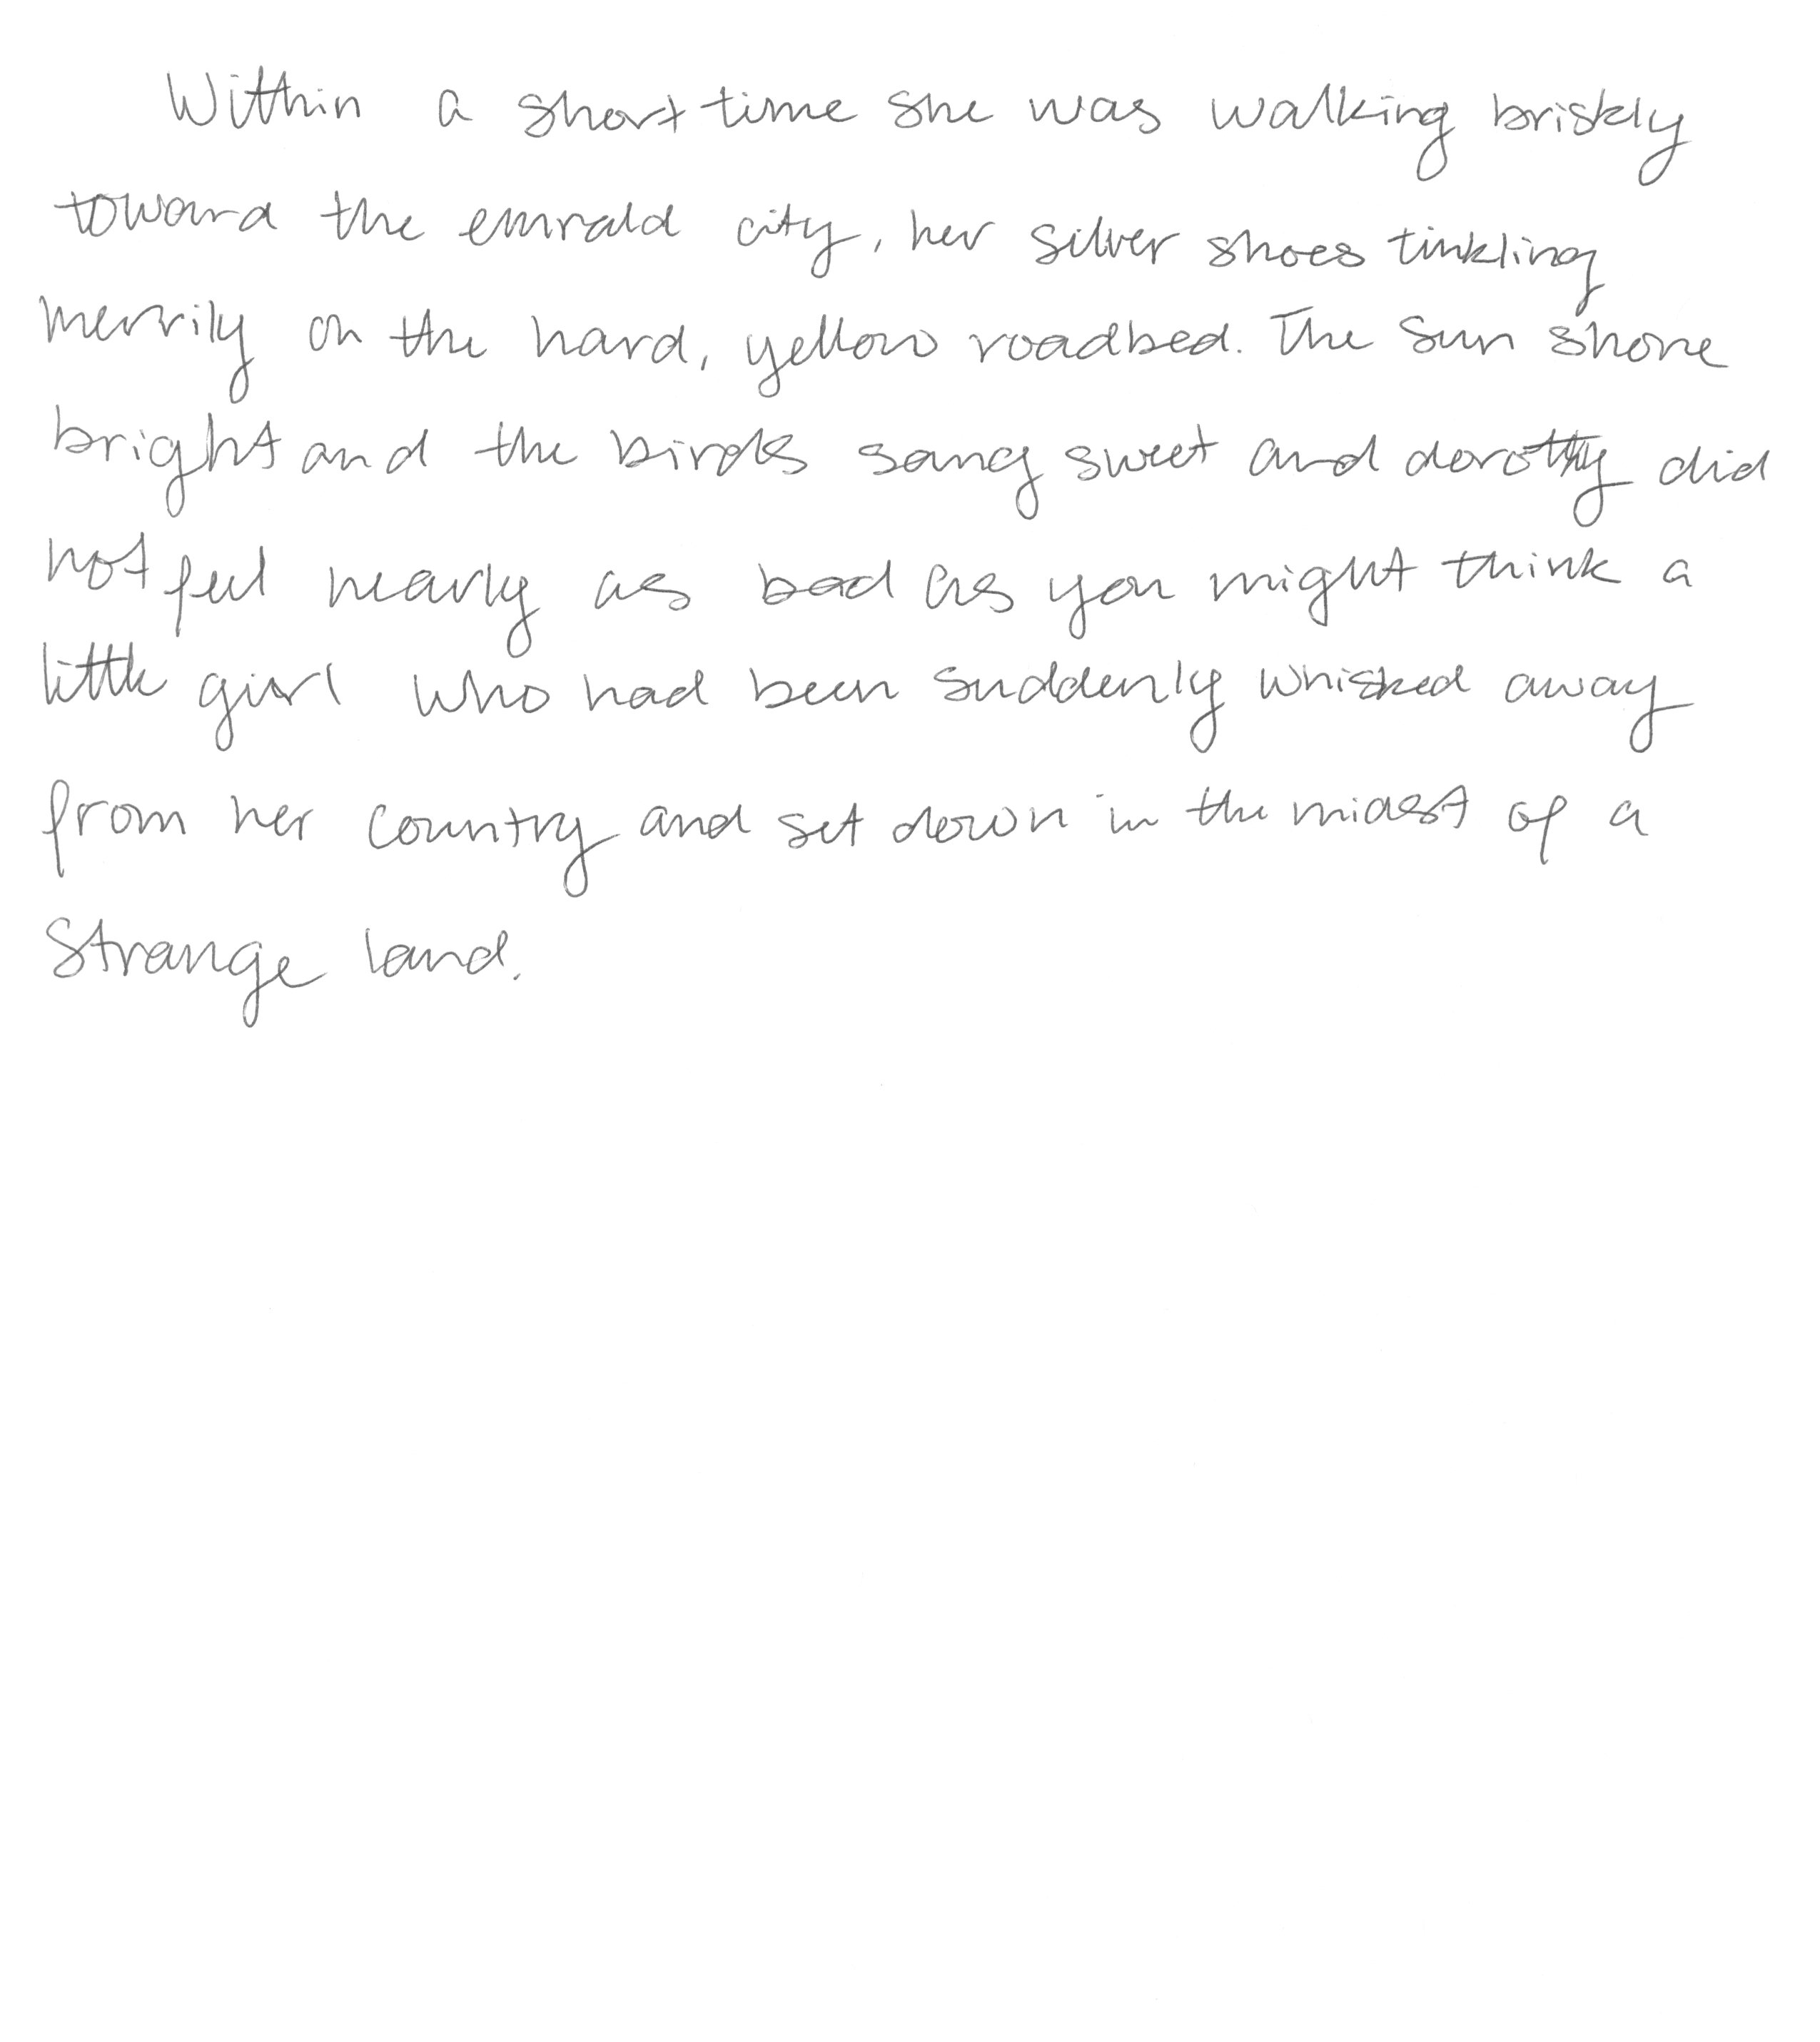 Within a short time she was walking briskly
toward the emrald city, her silver shoes tinkling
merrily on the hard, yellow roadbed. The sun shone
bright and the birds sang sweet and dorothy did
not feel nearly as bad as you might think a
little girl who had been suddenly whisked away
from her country and set down in the midst of a
strange land.